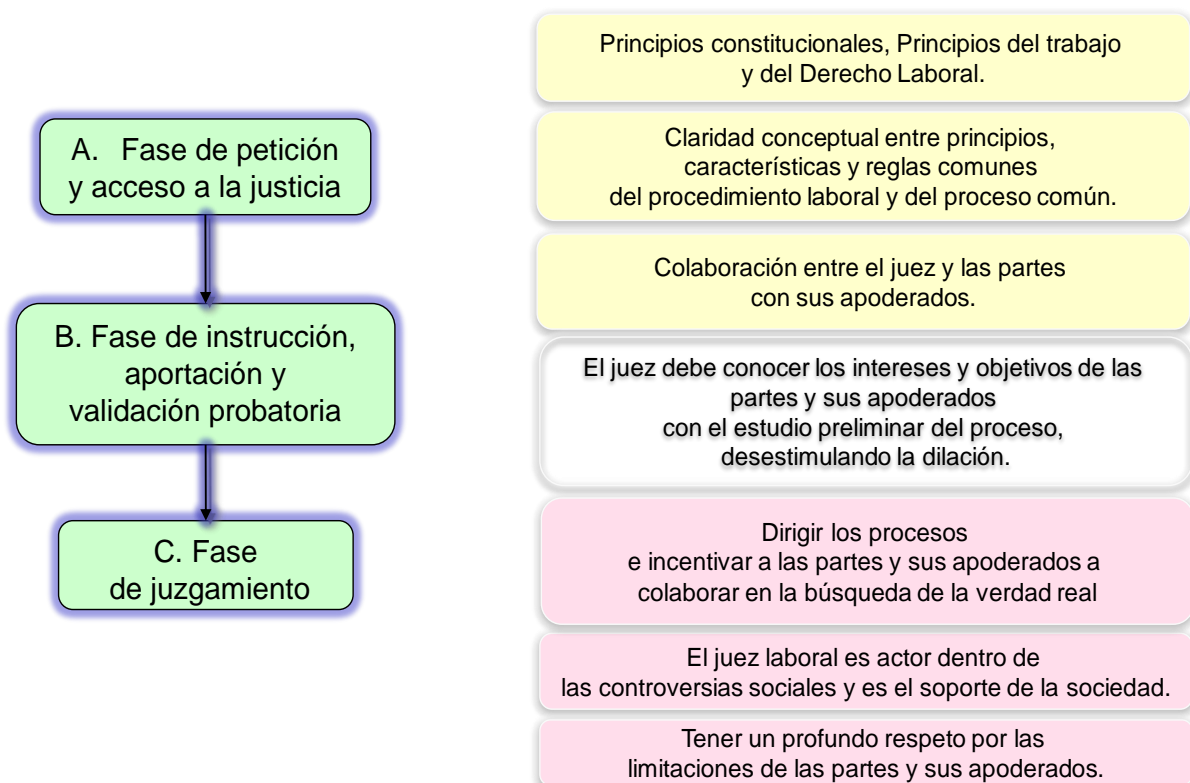 A. Fase de petición
y acceso a la justicia
B. Fase de instrucción,
aportación y
validación probatoria
C. Fase
de juzgamiento
Principios constitucionales, Principios del trabajo
y del Derecho Laboral.
Claridad conceptual entre principios,
características y reglas comunes
del procedimiento laboral y del proceso común.
Colaboración entre el juez y las partes
con sus apoderados.
El juez debe conocer los intereses y objetivos de las
partes y sus apoderados
con el estudio preliminar del proceso,
desestimulando la dilación.
Dirigir los procesos
e incentivar a las partes y sus apoderados a
colaborar en la búsqueda de la verdad real
El juez laboral es actor dentro de
las controversias sociales y es el soporte de la sociedad.
Tener un profundo respeto por las
limitaciones de las partes y sus apoderados.